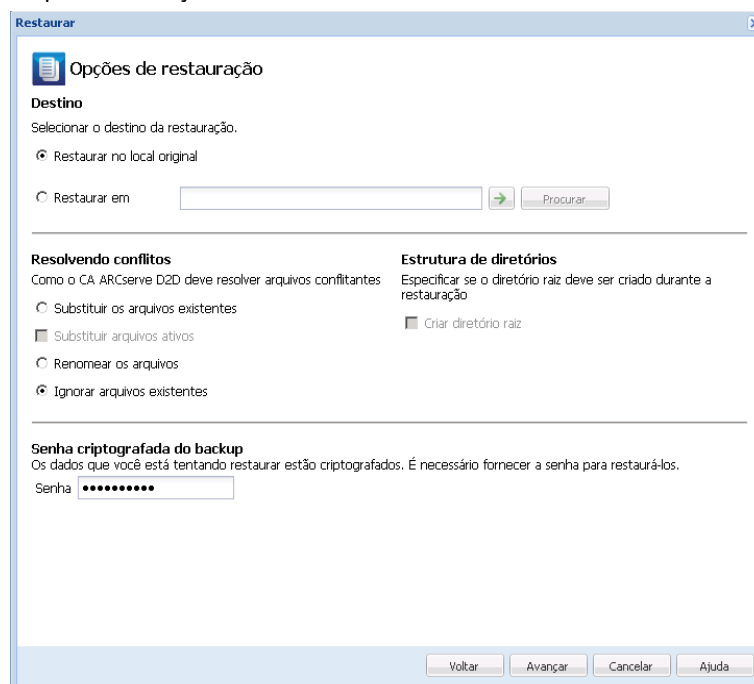 Restaurar
Opções de restauração
Destino
Selecionar o destino da restauração.
Restaurar no local original
Restaurar em
Procurar
Resolvendo conflitos
Como o CA ARCserve D2D deve resolver arquivos conflitantes
Substituir os arquivos existentes
Substituir arquivos ativos
Renomear os arquivos
Ignorar arquivos existentes
Estrutura de diretórios
Especificar se o diretório raiz deve ser criado durante a
restauração
Criar diretório raiz
Senha criptografada do backup
Os dados que você está tentando restaurar estão criptografados. É necessário fornecer a senha para restaurá-los.
Senha ••••••••••
Voltar
Avançar
Cancelar
Ajuda